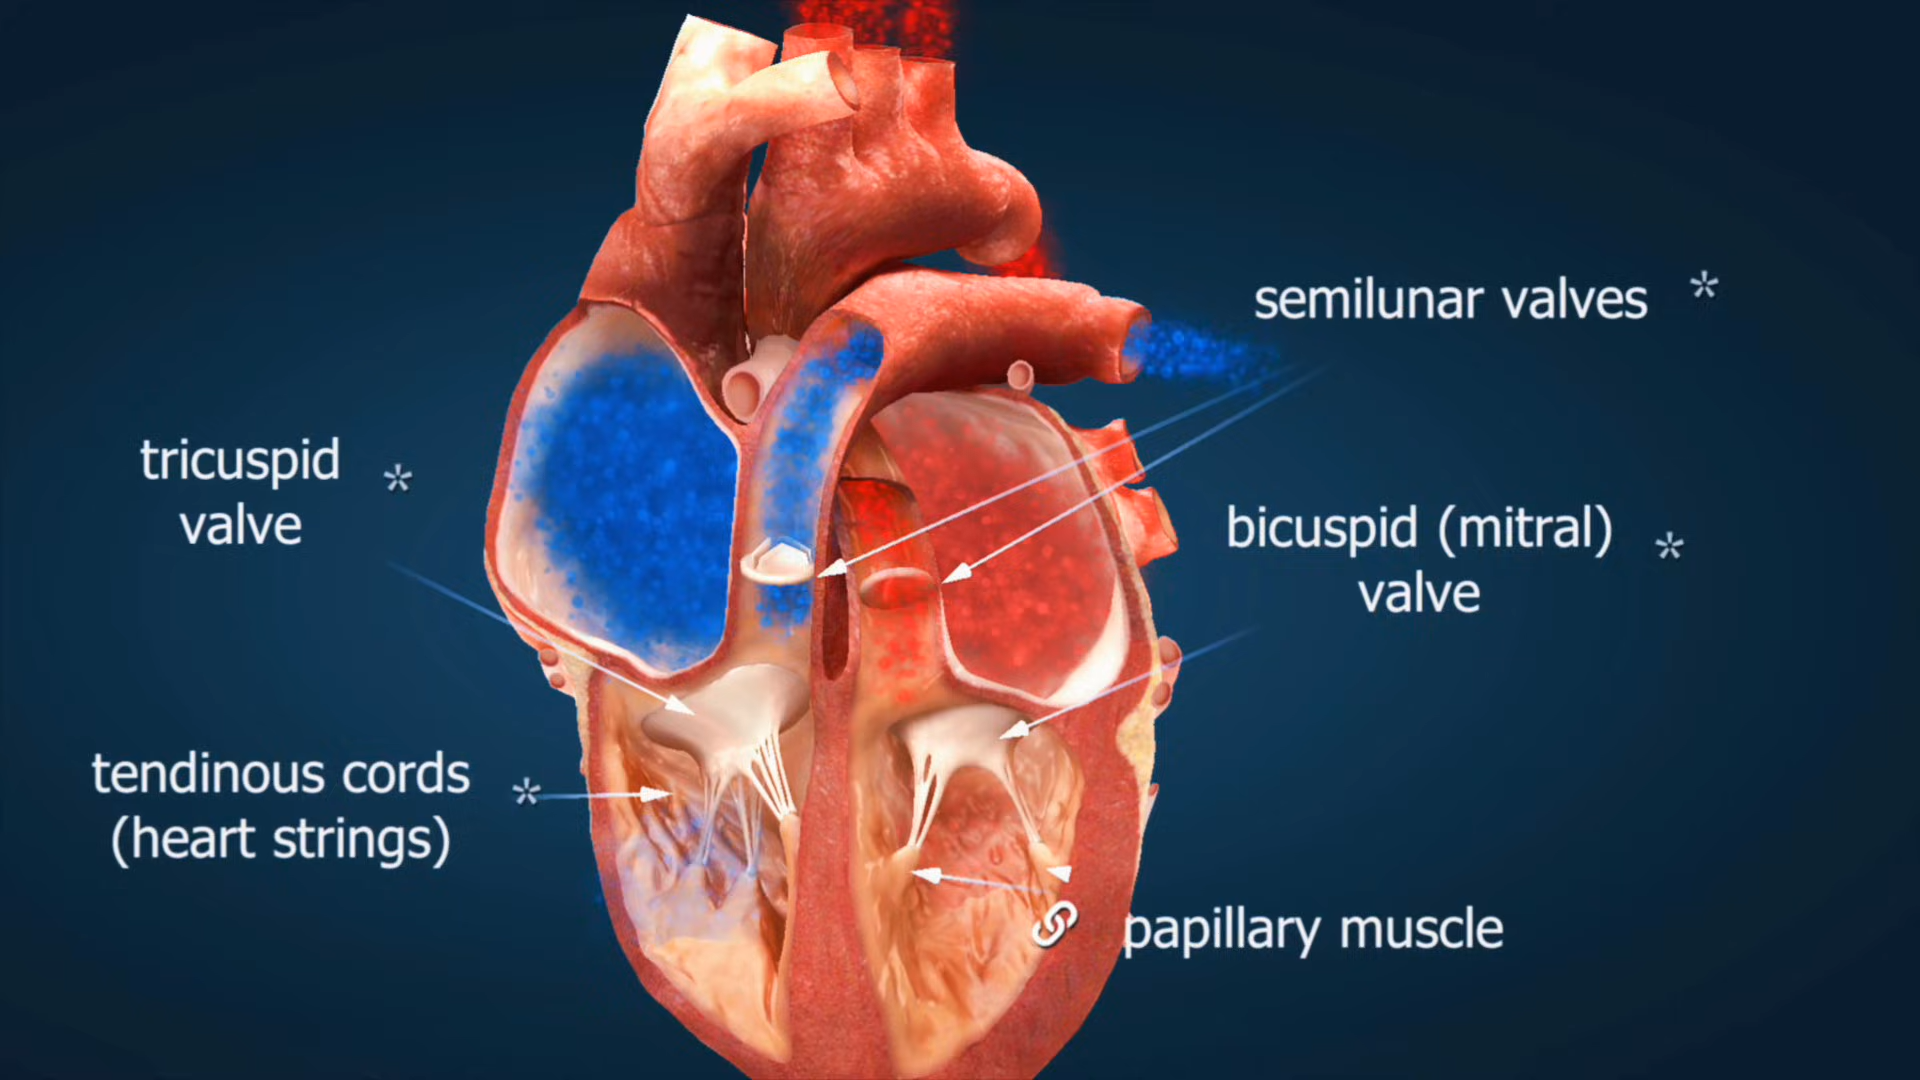 semilunar valves *
tricuspid *
valve
bicuspid (mitral) *
valve
tendinous cords *
(heart strings)
papillary muscle